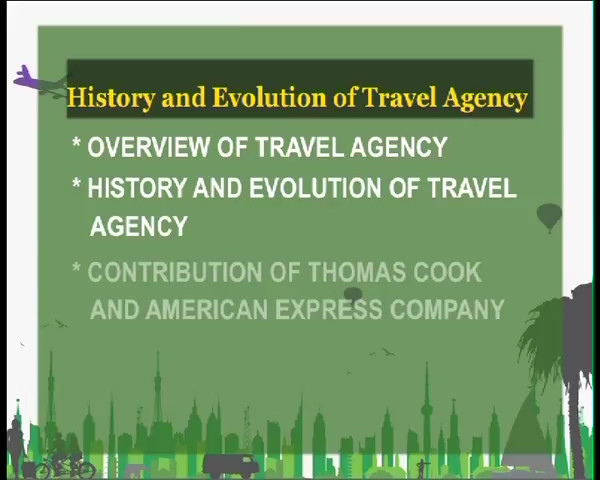 History and Evolution of Travel Agency
* OVERVIEW OF TRAVEL AGENCY
* HISTORY AND EVOLUTION OF TRAVEL
AGENCY
* CONTRIBUTION OF THOMAS COOK
AND AMERICAN EXPRESS COMPANY